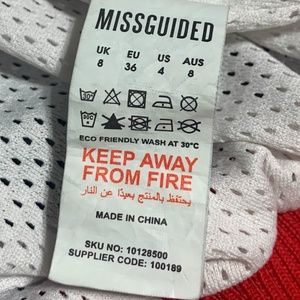 MISSGUIDED
UK EU US AUS
8 36 4 8
ECO FRIENDLY WASH AT 30°C
KEEP AWAY
FROM FIRE
يحتفظ بالمنتج بعيدًا عن النار
MADE IN CHINA
SKU NO: 10128500
SUPPLIER CODE: 100189